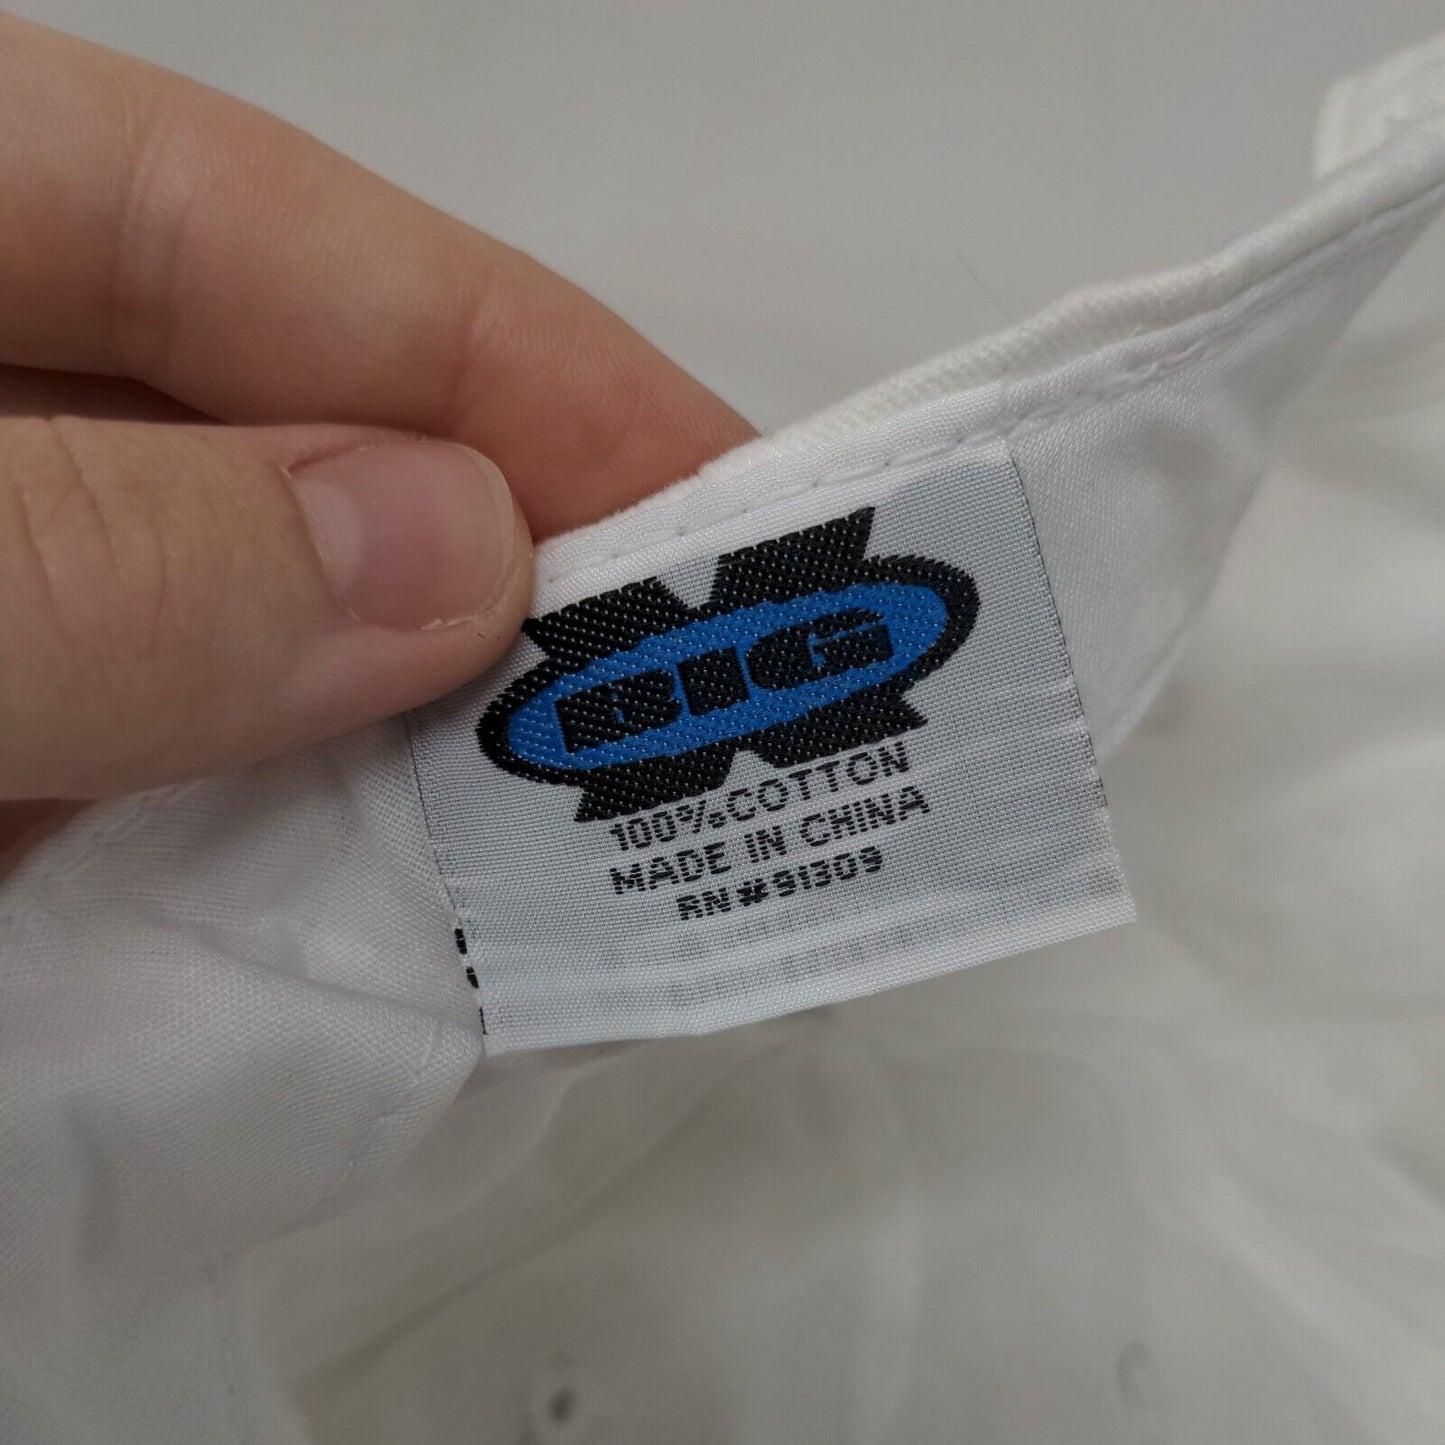 BIG
100% COTTON
MADE IN CHINA
RN#91309